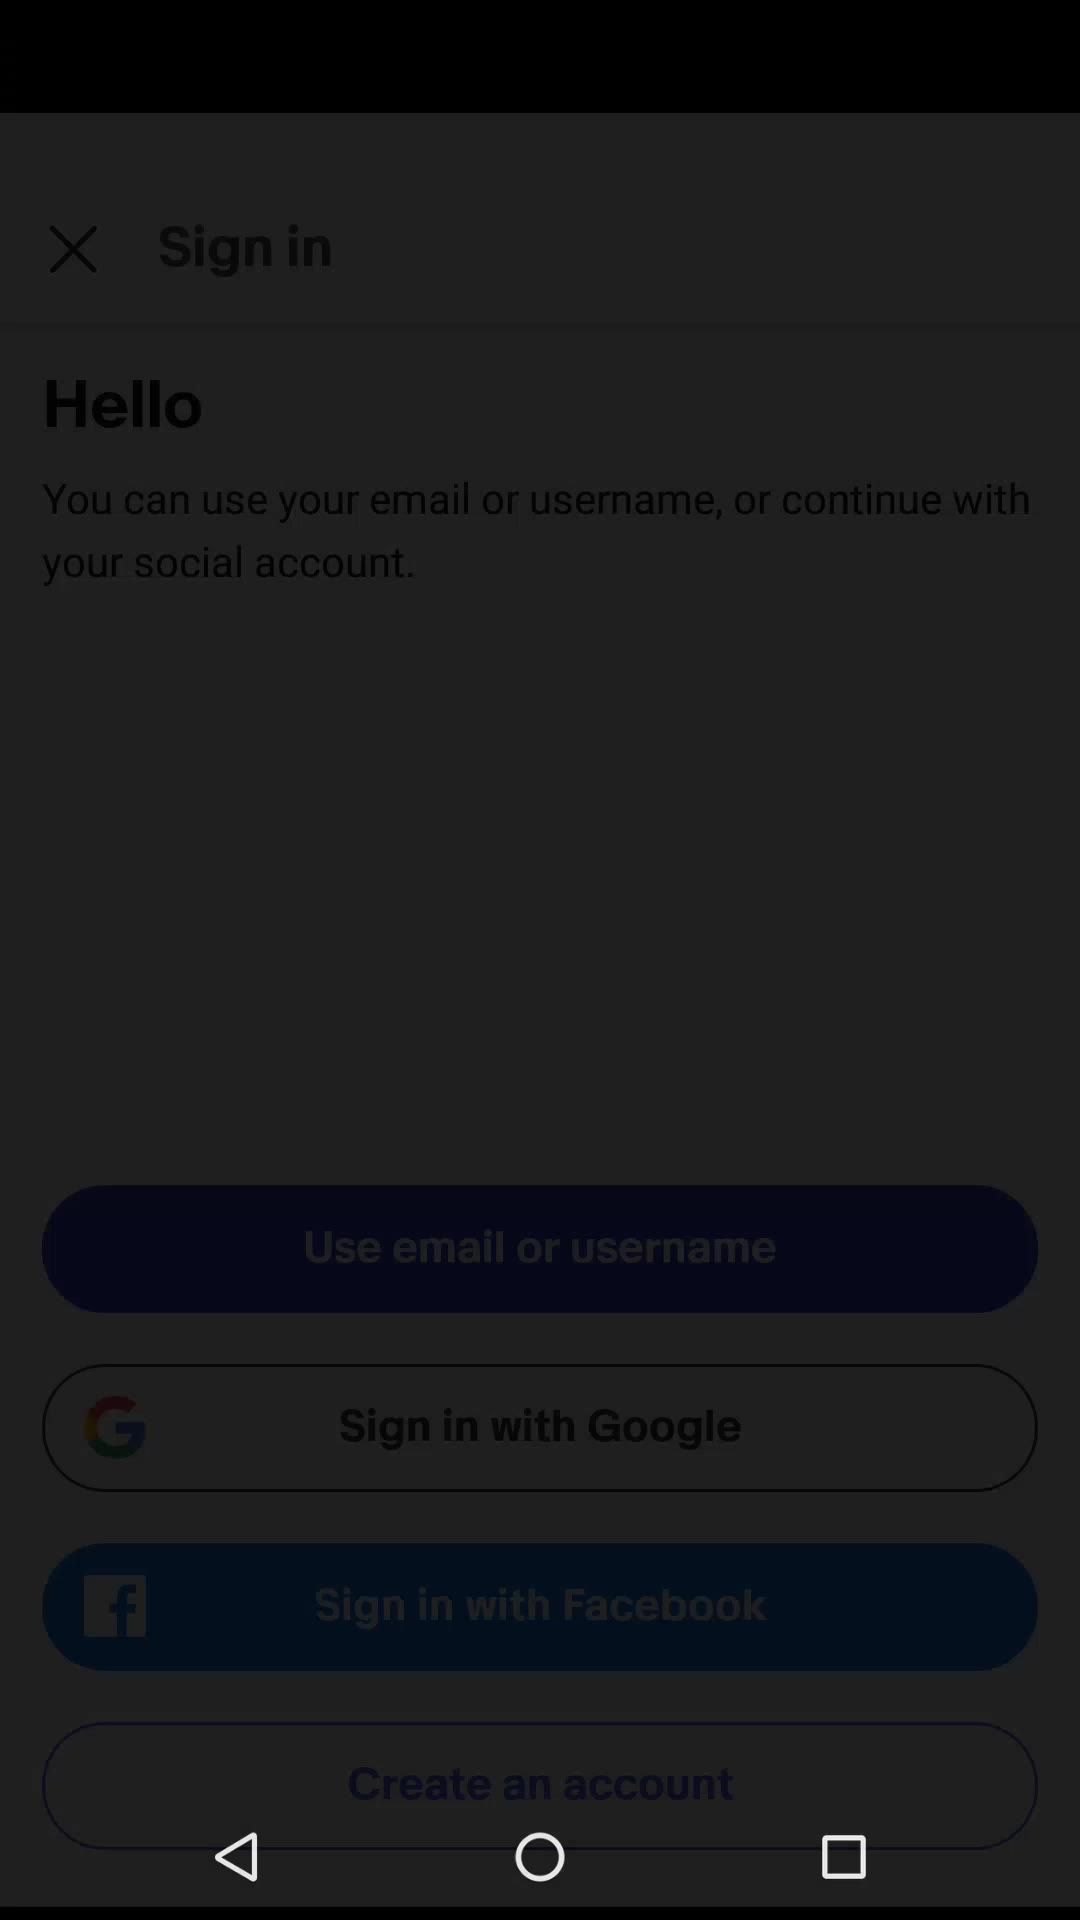 Sign in
Hello
You can use your email or username, or continue with
your social account.
Use email or username
Sign in with Google
Sign in with Facebook
Create an account